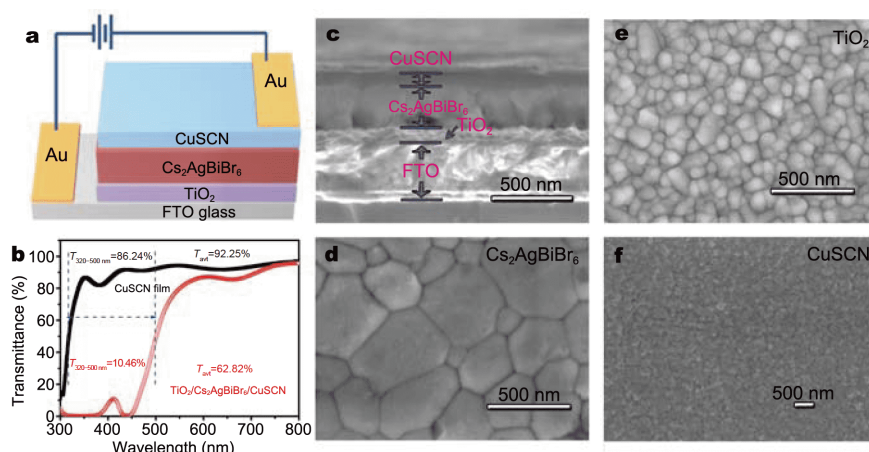 a
Au
Au
CuSCN
Cs₂AgBiBr₆
TiO₂
FTO glass
b
T₃₂₀₋₅₀₀ nm=86.24%
Tavt=92.25%
CuSCN film
T₃₂₀₋₅₀₀ nm=10.46%
Tavt=62.82%
TiO₂/Cs₂AgBiBr₆/CuSCN
Transmittance (%)
100
80
60
40
20
0
300
400
500
600
700
800
Wavelength (nm)
c
CuSCN
Cs₂AgBiBr₆
TiO₂
FTO
500 nm
d
Cs₂AgBiBr₆
500 nm
e
TiO₂
500 nm
f
CuSCN
500 nm